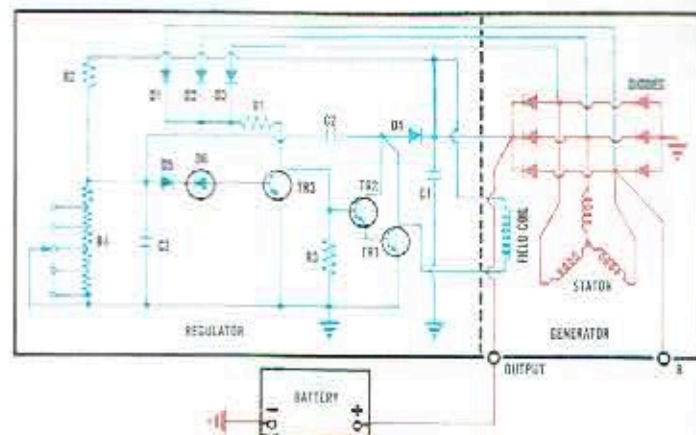 R2
D1
D2
D3
R1
C2
D4
DIODES
D5
D6
TR3
TR2
TR1
C1
R4
C3
R3
FIELD COIL
STATOR
REGULATOR
GENERATOR
OUTPUT
R
- BATTERY +